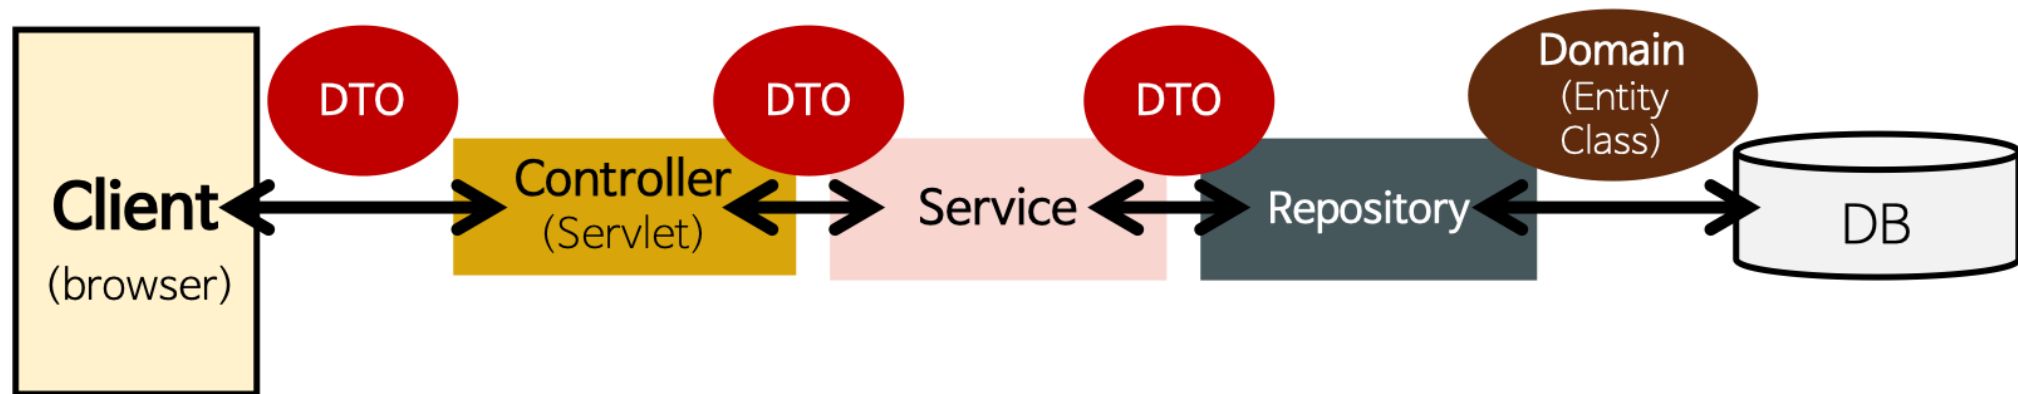 Client
(browser)
DTO
Controller
(Servlet)
DTO
Service
DTO
Repository
Domain
(Entity
Class)
DB